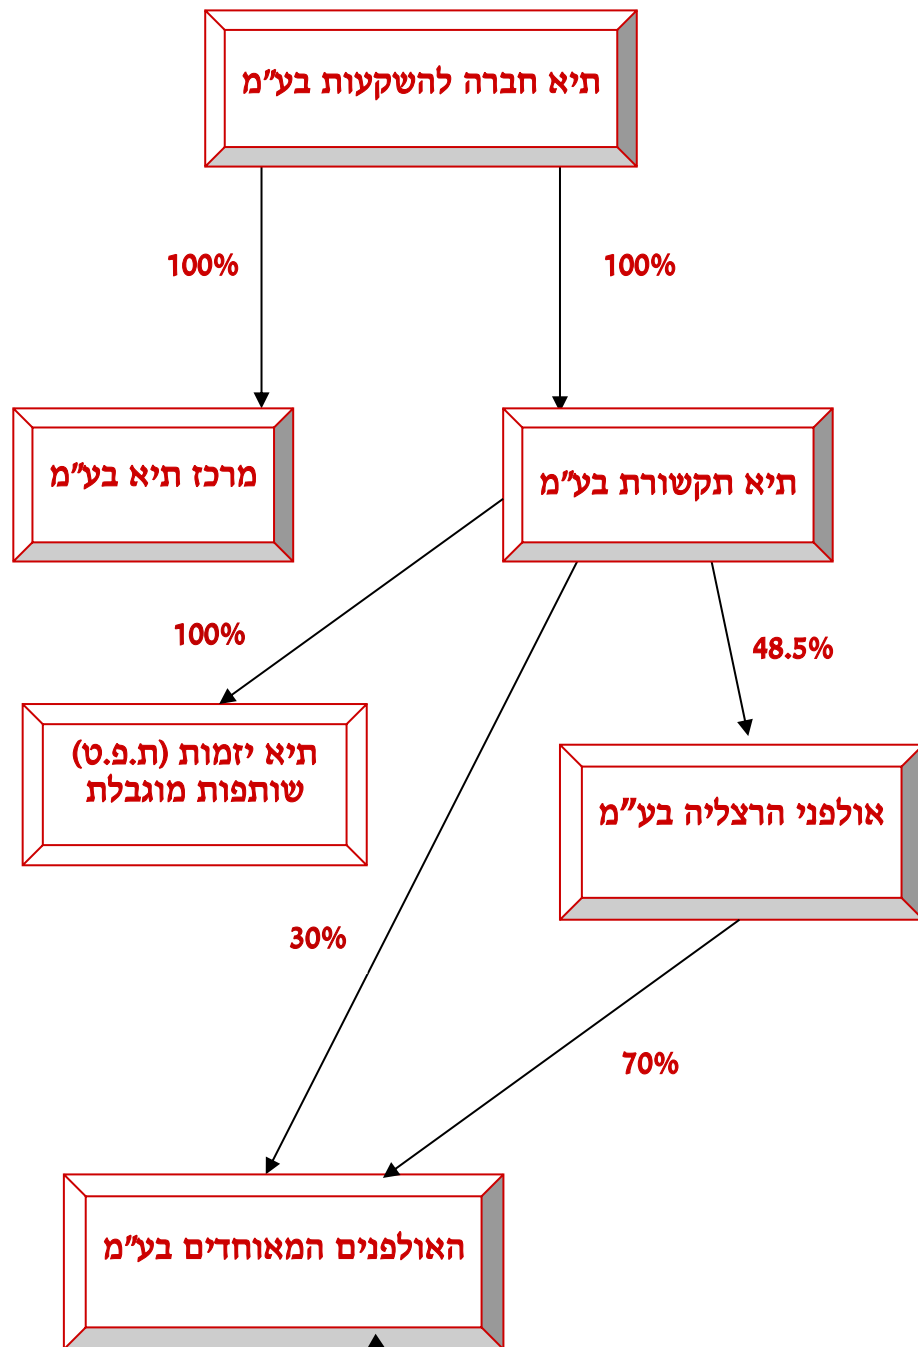 תיא חברה להשקעות בע"מ
100%
100%
תיא תקשורת בע"מ
מרכז תיא בע"מ
100%
48.5%
תיא יזמות (ת.פ.ט)
שותפות מוגבלת
אולפני הרצליה בע"מ
30%
70%
האולפנים המאוחדים בע"מ